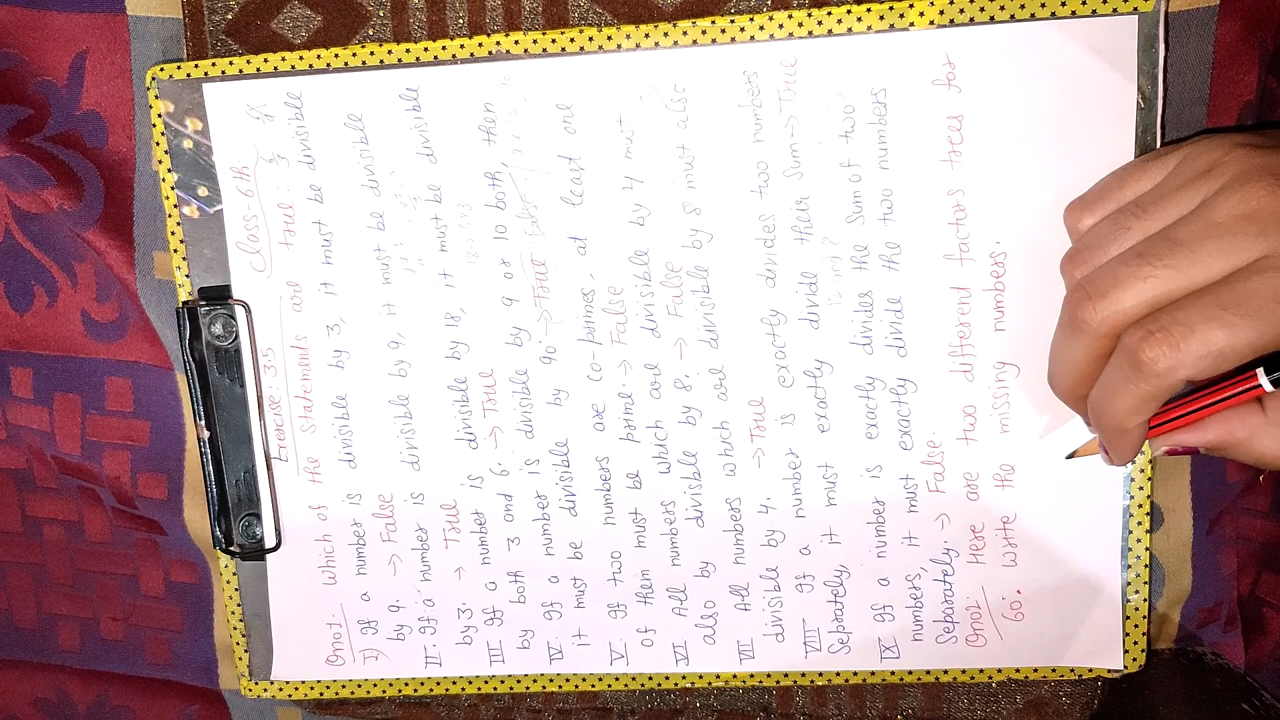 Exercise: 3.5 Class-6th
Qno1: which of the statements are true:
I) If a number is divisible by 3, it must be divisible
by 9. -> False
II. If a number is divisible by 9, it must be divisible
by 3. -> True
III If a number is divisible by 18, it must be divisible
by both 3 and 6. -> True
IV. If a number is divisible by 9 or 10 both, then
it must be divisible by 90 -> True
V. If two numbers are co-primes, at least one
of them must be prime. -> False
VI All numbers which are divisible by 4 must
also by divisble by 8. -> False
VII All numbers which are divisible by 8 must also
divisible by 4. -> True
VIII If a number is exactly divides two numbers
Seprately, it must exactly divide their Sum -> True
IX If a number is exactly divides the Sum of two
numbers, it must exactly divide the two numbers
Separately. -> False.
Qno2: Here are two different factors trees for
60. write the missing numbers.